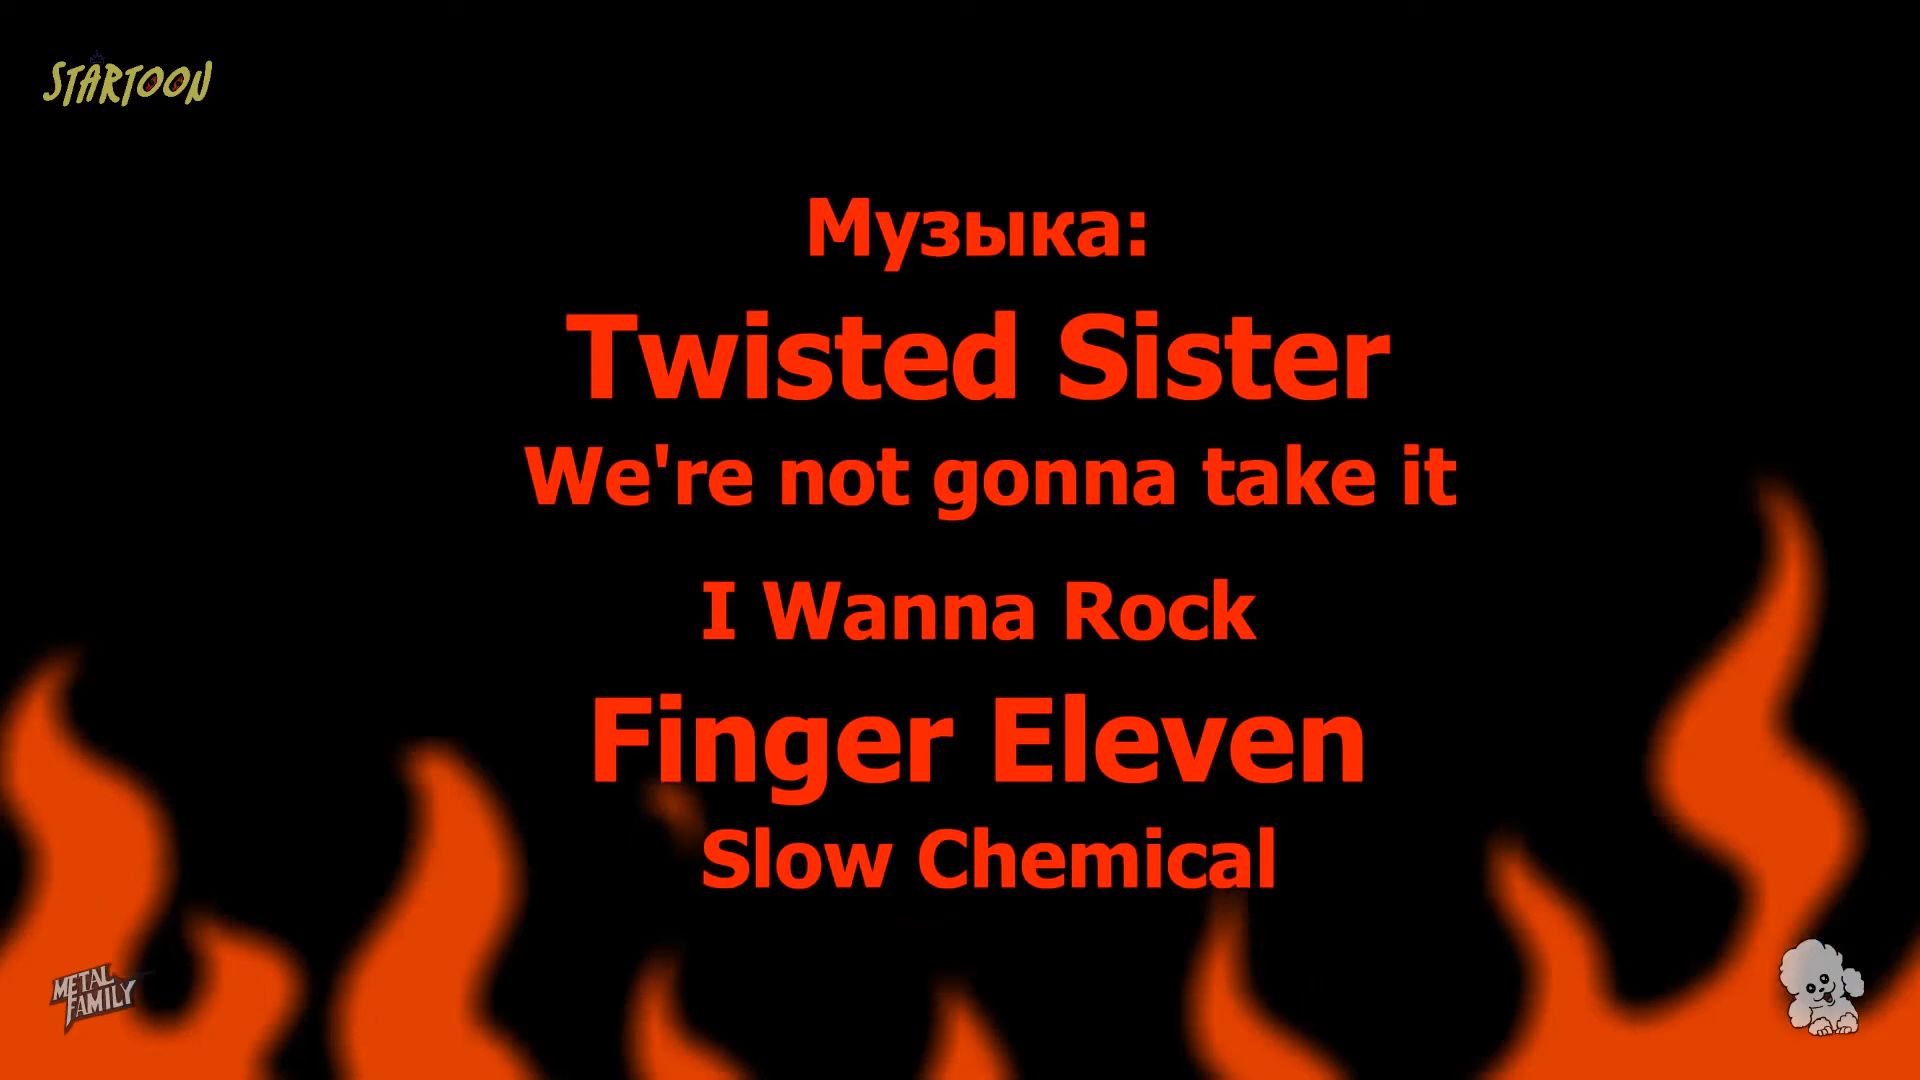 STARTOON
Музыка:
Twisted Sister
We're not gonna take it
I Wanna Rock
Finger Eleven
Slow Chemical
METAL
FAMILY